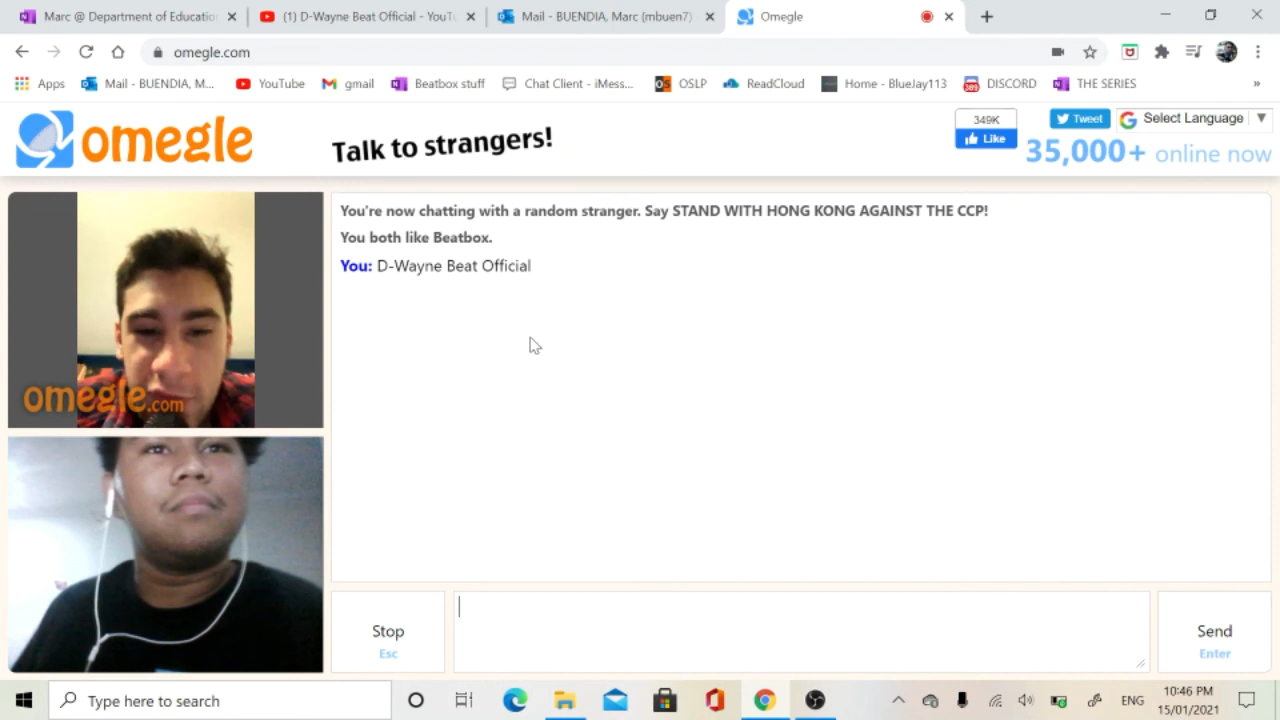 Marc @ Department of Education
(1) D-Wayne Beat Official - YouTu
Mail - BUENDIA, Marc (mbuen7)
Omegle
omegle.com
Apps
Mail - BUENDIA, M...
YouTube
gmail
Beatbox stuff
Chat Client - iMess...
OSLP
ReadCloud
Home - BlueJay113
DISCORD
THE SERIES
»
omegle
Talk to strangers!
349K
Like
Tweet
Select Language
35,000+ online now
You're now chatting with a random stranger. Say STAND WITH HONG KONG AGAINST THE CCP!
You both like Beatbox.
You: D-Wayne Beat Official
omegle.com
Stop
Esc
Send
Enter
Type here to search
ENG
10:46 PM
15/01/2021